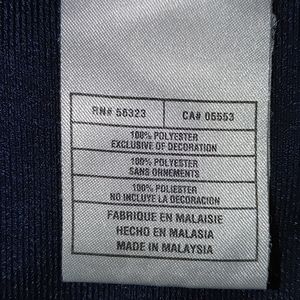 RN# 56323 CA# 05553
100% POLYESTER
EXCLUSIVE OF DECORATION
100% POLYESTER
SANS ORNEMENTS
100% POLIESTER
NO INCLUYE LA DECORACION
FABRIQUE EN MALAISIE
HECHO EN MALASIA
MADE IN MALAYSIA